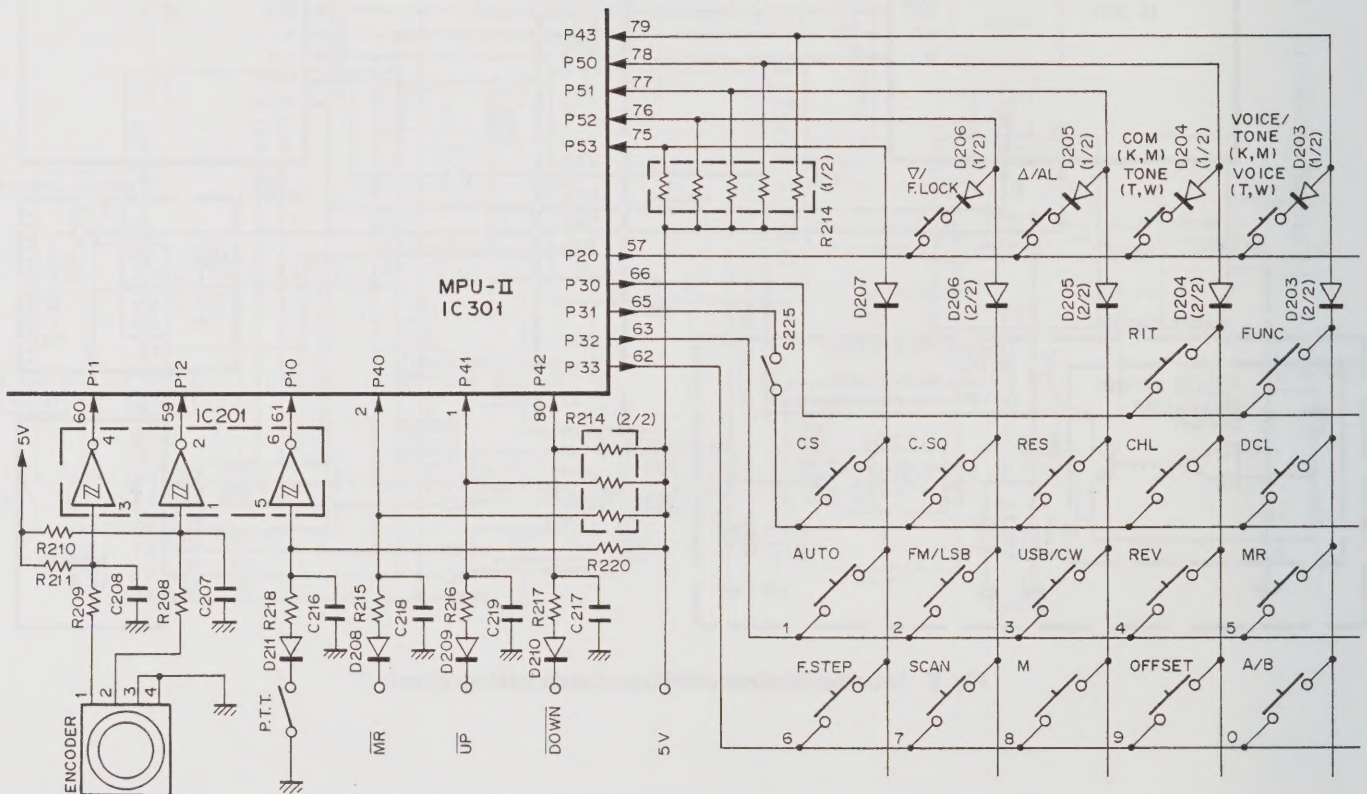 P43 79
P50 78
P51 77
P52 76
P53 75
D206 (1/2)
D205 (1/2)
D204 (1/2)
D203 (1/2)
▽/
F.LOCK
△/AL
COM
(K,M)
TONE
(T,W)
VOICE/
TONE
(K,M)
VOICE
(T,W)
R214 (1/2)
P20 57
P30 66
P31 65
P32 63
P33 62
MPU-II
IC301
S225
D207
D206 (2/2)
D205 (2/2)
D204 (2/2)
D203 (2/2)
RIT
FUNC
P11
P12
P10
P40
P41
P42
60
59
61
2
1
80
IC201
5V
4
2
6
3
1
5
R214 (2/2)
CS
C.SQ
RES
CHL
DCL
R210
R211
R209
C208
R208
C207
R220
R218
C216
R215
C218
R216
C219
R217
C217
D211
D208
D209
D210
AUTO
FM/LSB
USB/CW
REV
MR
1
2
3
4
5
F.STEP
SCAN
M
OFFSET
A/B
6
7
8
9
0
ENCODER
1
2
3
4
P.T.T.
MR
UP
DOWN
5V